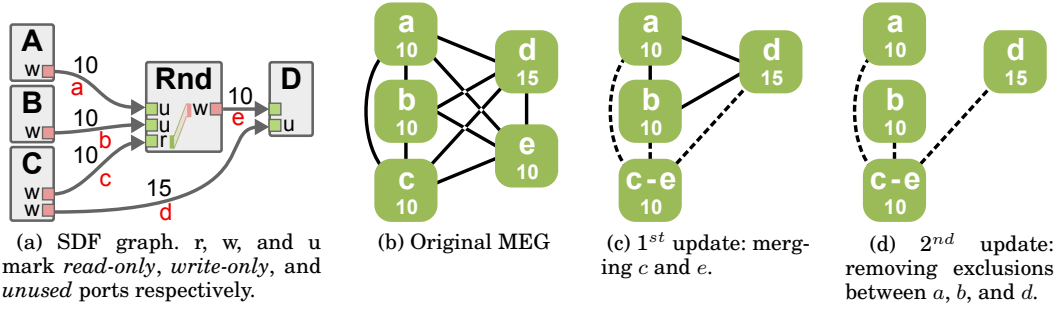 A
w
10
a
B
w
10
b
C
w
w
10
c
15
d
Rnd
u
u
r
w
10
e
D
u
(a) SDF graph. r, w, and u
mark read-only, write-only, and
unused ports respectively.
a
10
b
10
c
10
d
15
e
10
(b) Original MEG
a
10
b
10
c - e
10
d
15
(c) 1st update: merg-
ing c and e.
a
10
b
10
c - e
10
d
15
(d) 2nd update:
removing exclusions
between a, b, and d.